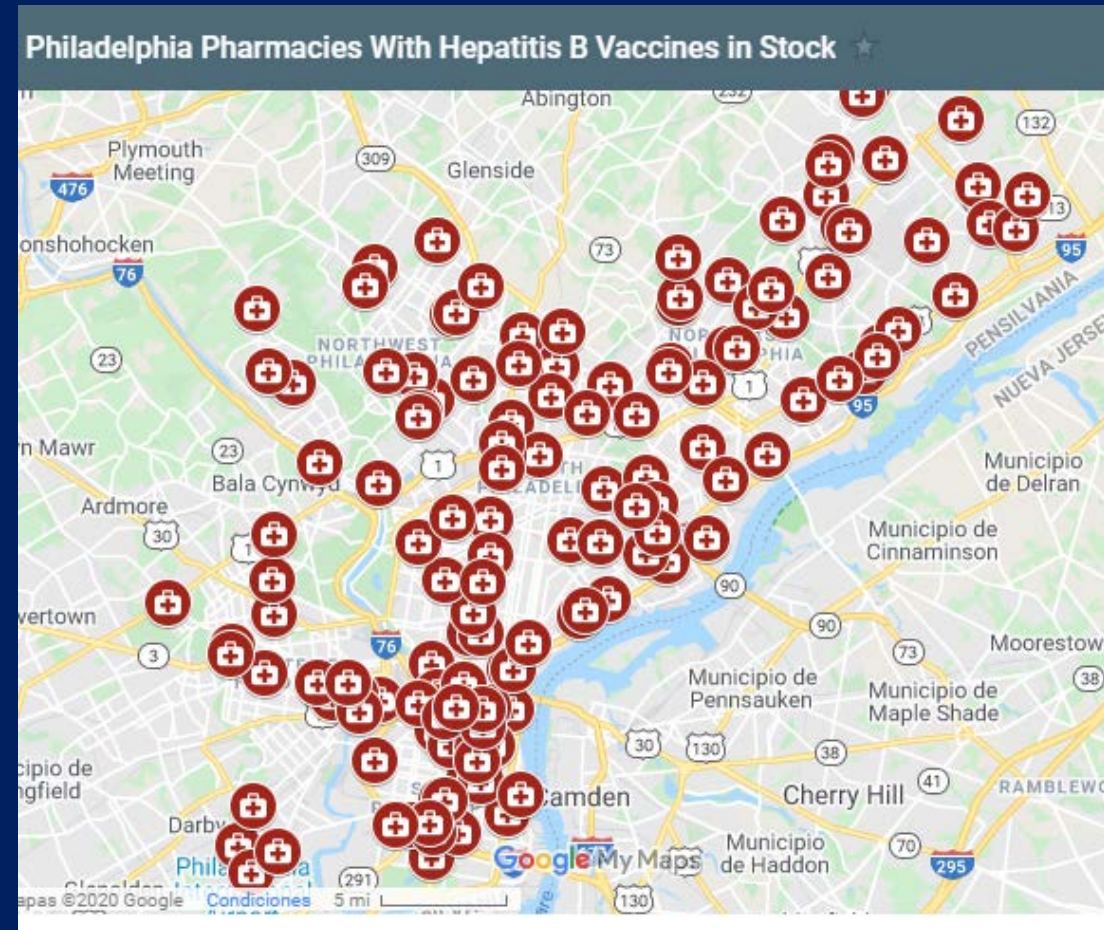 Philadelphia Pharmacies With Hepatitis B Vaccines in Stock
Abington
232
132
Plymouth
Meeting
309
Glenside
476
13
onshohocken
73
95
76
PENSILVANIA
NUEVA JERSE
NORTHWEST
23
1
95
n Mawr
23
1
Bala Cynwyd
Municipio
de Delran
Ardmore
30
Municipio de
Cinnaminson
90
vertown
90
3
76
73
Moorestow
38
Municipio de
Pennsauken
Municipio de
Maple Shade
30
130
38
cipio de
ngfield
41
Camden
Cherry Hill
RAMBLEWO
Darby
Municipio
de Haddon
70
295
Google My Maps
291
130
apas ©2020 Google
Condiciones
5 mi